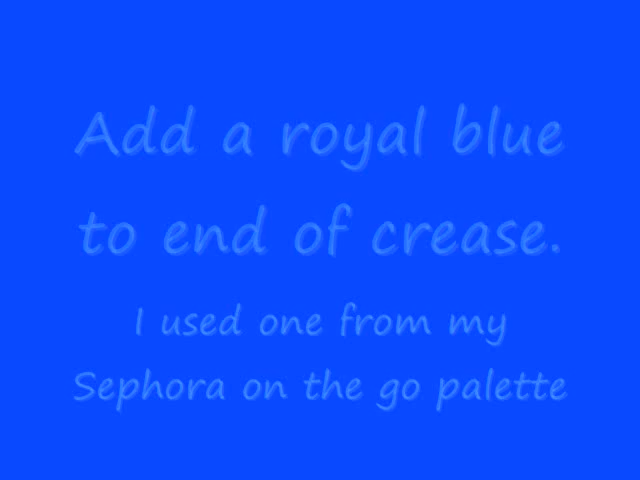 Add a royal blue
to end of crease.
I used one from my
Sephora on the go palette